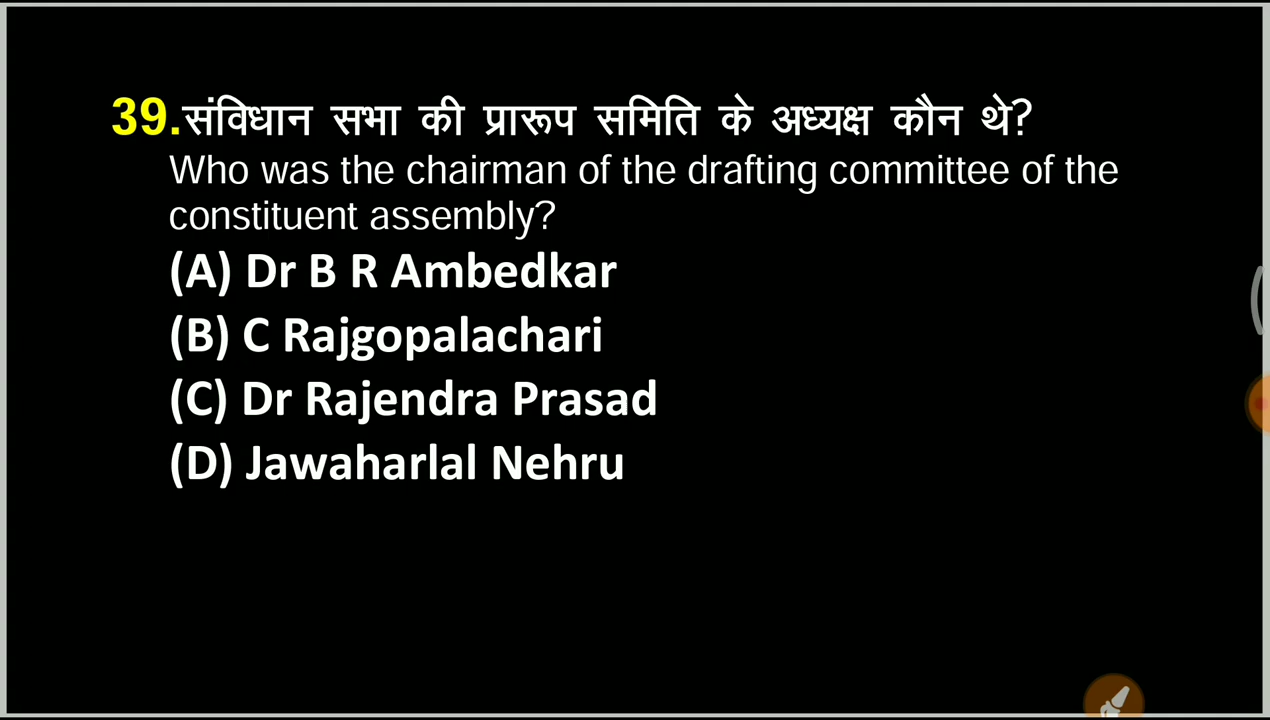 39.संविधान सभा की प्रारूप समिति के अध्यक्ष कौन थे?
Who was the chairman of the drafting committee of the
constituent assembly?
(A) Dr B R Ambedkar
(B) C Rajgopalachari
(C) Dr Rajendra Prasad
(D) Jawaharlal Nehru